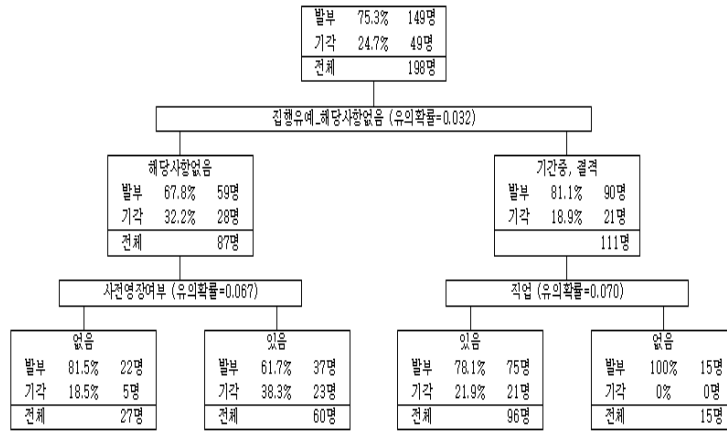 발부 75.3% 149명
기각 24.7% 49명
전체 198명
집행유예_해당사항없음 (유의확률=0.032)
해당사항없음
발부 67.8% 59명
기각 32.2% 28명
전체 87명
기간중, 결격
발부 81.1% 90명
기각 18.9% 21명
111명
사전영장여부 (유의확률=0.067)
직업 (유의확률=0.070)
없음
발부 81.5% 22명
기각 18.5% 5명
전체 27명
있음
발부 61.7% 37명
기각 38.3% 23명
전체 60명
있음
발부 78.1% 75명
기각 21.9% 21명
전체 96명
없음
발부 100% 15명
기각 0% 0명
전체 15명